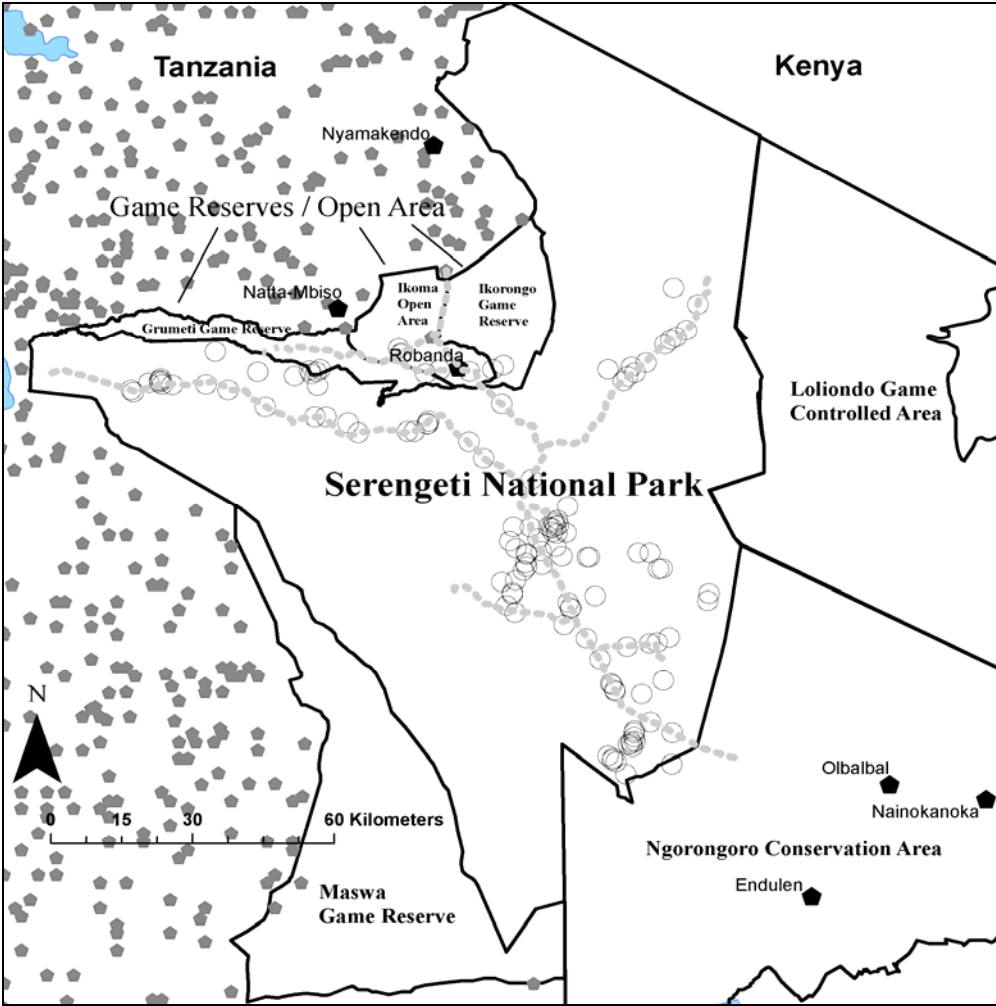 Tanzania
Kenya
Nyamakendo
Game Reserves / Open Area
Natta-Mbiso
Ikoma
Open
Area
Ikorongo
Game
Reserve
Grumeti Game Reserve
Robanda
Loliondo Game
Controlled Area
Serengeti National Park
N
0 15 30 60 Kilometers
Olbalbal
Nainokanoka
Ngorongoro Conservation Area
Endulen
Maswa
Game Reserve